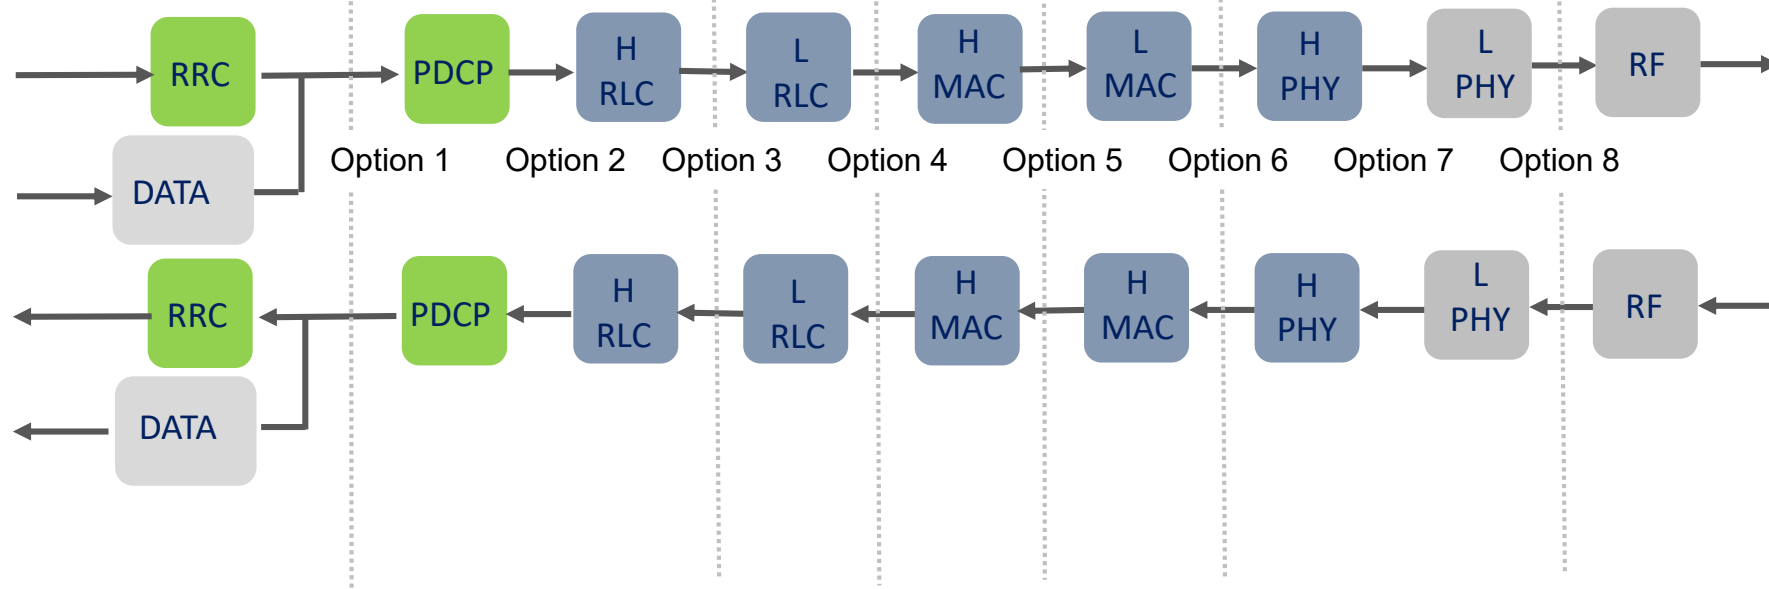 RRC
PDCP
H
RLC
L
RLC
H
MAC
L
MAC
H
PHY
L
PHY
RF
DATA
Option 1
Option 2
Option 3
Option 4
Option 5
Option 6
Option 7
Option 8
RRC
PDCP
H
RLC
L
RLC
H
MAC
H
MAC
H
PHY
L
PHY
RF
DATA